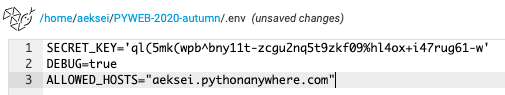 /home/aeksei/PYWEB-2020-autumn/.env (unsaved changes)
1 SECRET_KEY='ql(5mk(wpb^bny11t-zcgu2nq5t9zkf09%hl4ox+i47rug61-w'
2 DEBUG=true
3 ALLOWED_HOSTS="aeksei.pythonanywhere.com"